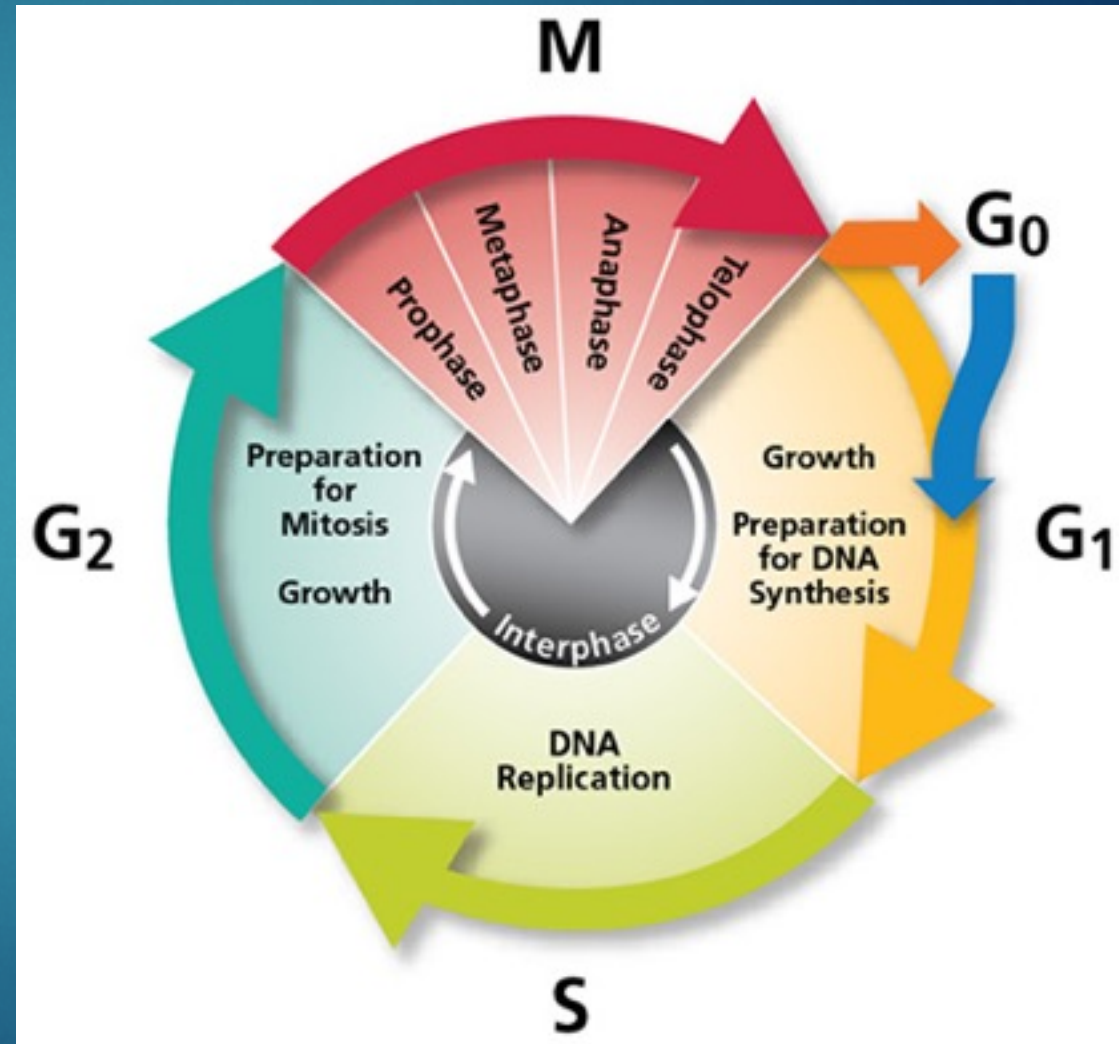 M
Prophase
Metaphase
Anaphase
Telophase
G0
Growth
Preparation
for DNA
Synthesis
G1
DNA
Replication
S
Preparation
for
Mitosis
Growth
G2
Interphase